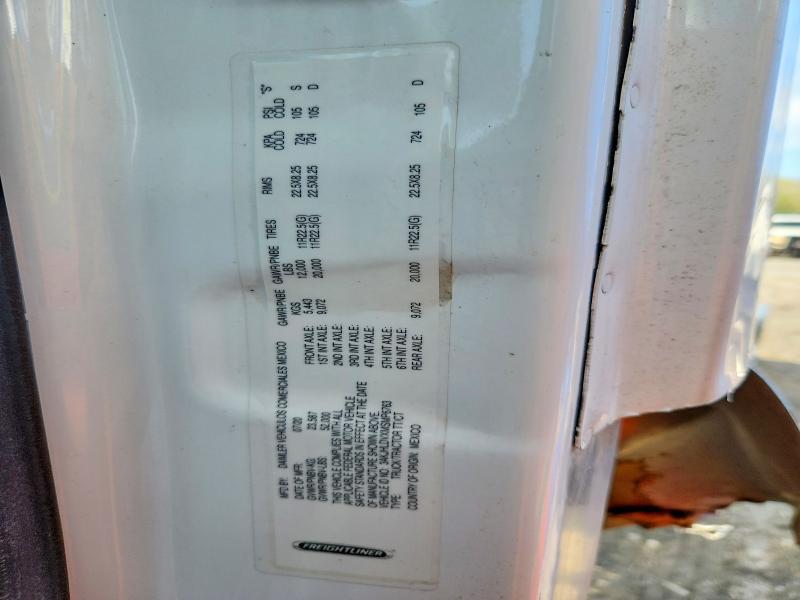 FREIGHTLINER
MFD BY: DAIMLER VEHICULOS COMERCIALES MEXICO
DATE OF MFR: 07/20
GVWR/PNBV-KG: 23,587
GVWR/PNBV-LBS: 52,000
THIS VEHICLE COMPLIES WITH ALL
APPLICABLE FEDERAL MOTOR VEHICLE
SAFETY STANDARDS IN EFFECT AT THE DATE
OF MANUFACTURE SHOWN ABOVE.
VEHICLE ID NO:
TYPE TRUCK/TRACTOR TT/CT
COUNTRY OF ORIGIN: MEXICO
GAWR/PNBE KGS GAWR/PNBE LBS TIRES RIMS KPA COLD PSI COLD "S"
FRONT AXLE: 5,443 12,000 11R22.5(G) 22.5X8.25 724 105 S
1ST INT AXLE: 9,072 20,000 11R22.5(G) 22.5X8.25 724 105 D
2ND INT AXLE:
3RD INT AXLE:
4TH INT AXLE:
5TH INT AXLE:
6TH INT AXLE:
REAR AXLE: 9,072 20,000 11R22.5(G) 22.5X8.25 724 105 D